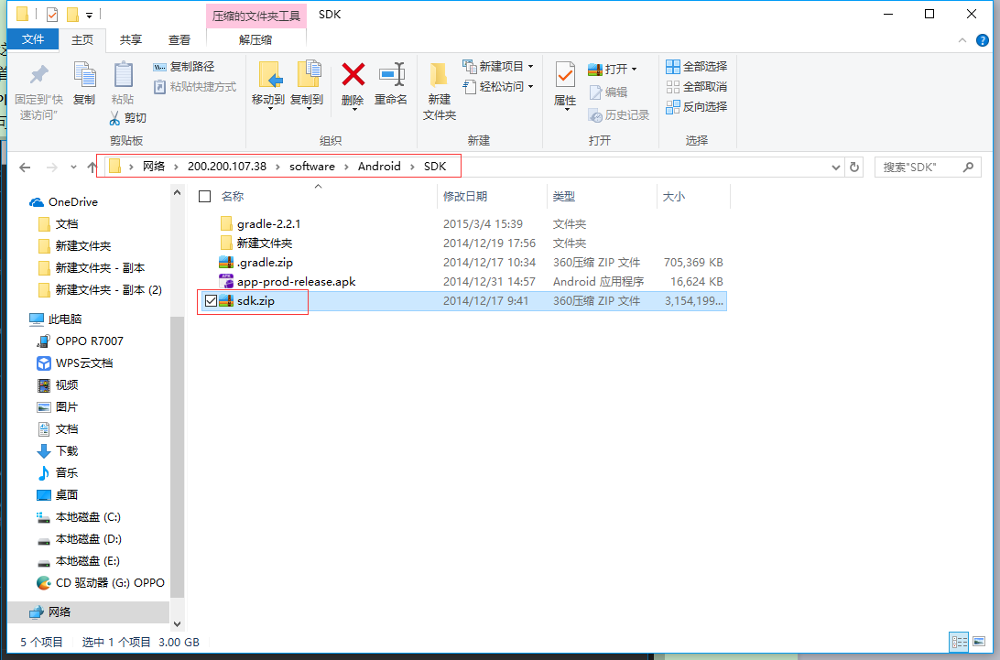 压缩的文件夹工具 SDK
文件 主页 共享 查看 解压缩
固定到"快速访问"
复制
粘贴
复制路径
粘贴快捷方式
剪切
剪贴板
移动到
复制到
删除
重命名
组织
新建文件夹
新建项目
轻松访问
新建
属性
打开
编辑
历史记录
打开
全部选择
全部取消
反向选择
选择
网络 200.200.107.38 software Android SDK
搜索"SDK"
OneDrive
文档
新建文件夹
新建文件夹 - 副本
新建文件夹 - 副本 (2)
此电脑
OPPO R7007
WPS云文档
视频
图片
文档
下载
音乐
桌面
本地磁盘 (C:)
本地磁盘 (D:)
本地磁盘 (E:)
CD 驱动器 (G:) OPPO
网络
名称 修改日期 类型 大小
gradle-2.2.1 2015/3/4 15:39 文件夹
新建文件夹 2014/12/19 17:56 文件夹
.gradle.zip 2014/12/17 10:34 360压缩 ZIP 文件 705,369 KB
app-prod-release.apk 2014/12/31 14:57 Android 应用程序 16,624 KB
sdk.zip 2014/12/17 9:41 360压缩 ZIP 文件 3,154,199...
5 个项目 选中 1 个项目 3.00 GB